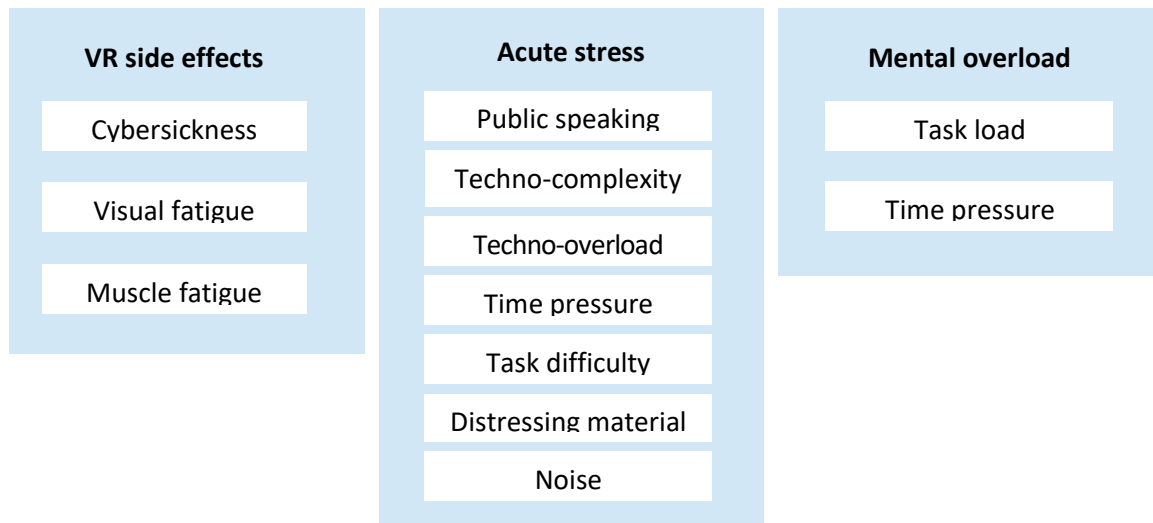 VR side effects
Cybersickness
Visual fatigue
Muscle fatigue
Acute stress
Public speaking
Techno-complexity
Techno-overload
Time pressure
Task difficulty
Distressing material
Noise
Mental overload
Task load
Time pressure